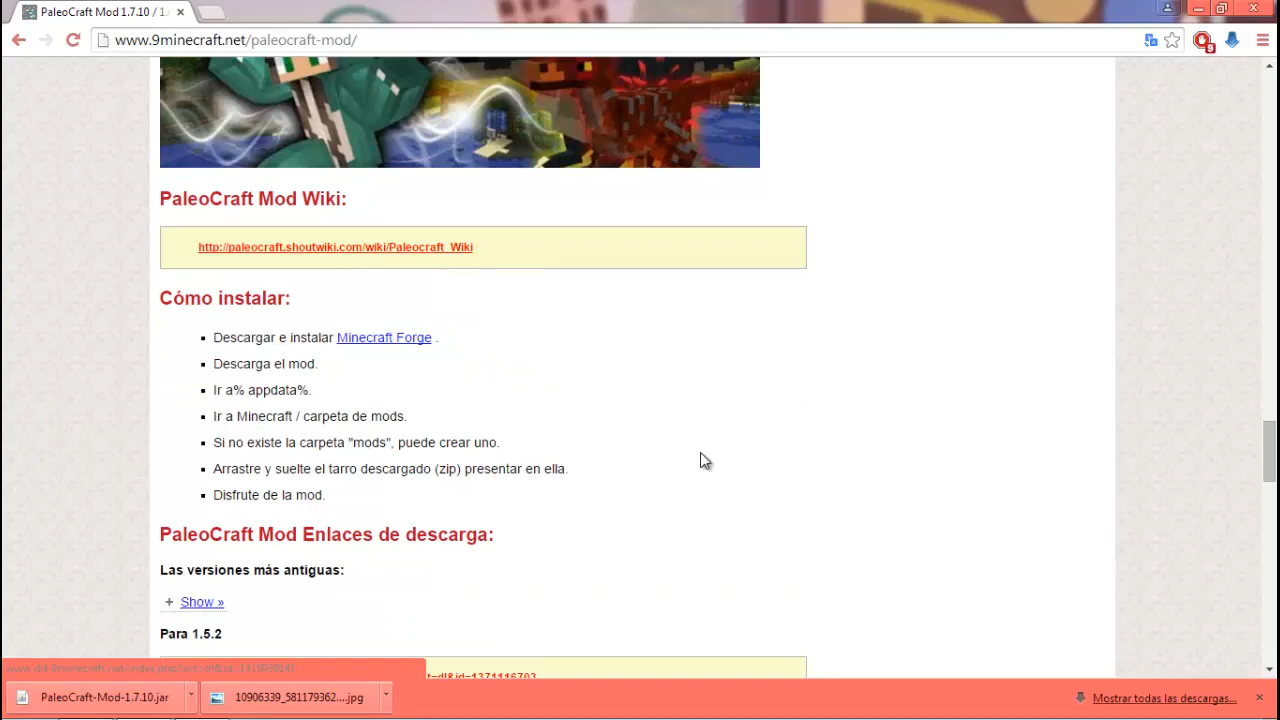 PaleoCraft Mod 1.7.10 / 1.
www.9minecraft.net/paleocraft-mod/
9
PaleoCraft Mod Wiki:
http://paleocraft.shoutwiki.com/wiki/Paleocraft_Wiki
Cómo instalar:
Descargar e instalar Minecraft Forge .
Descarga el mod.
Ir a% appdata%.
Ir a Minecraft / carpeta de mods.
Si no existe la carpeta "mods", puede crear uno.
Arrastre y suelte el tarro descargado (zip) presentar en ella.
Disfrute de la mod.
PaleoCraft Mod Enlaces de descarga:
Las versiones más antiguas:
+ Show »
Para 1.5.2
t=dl&id=1371116703
PaleoCraft-Mod-1.7.10.jar
10906339_581179362....jpg
Mostrar todas las descargas...